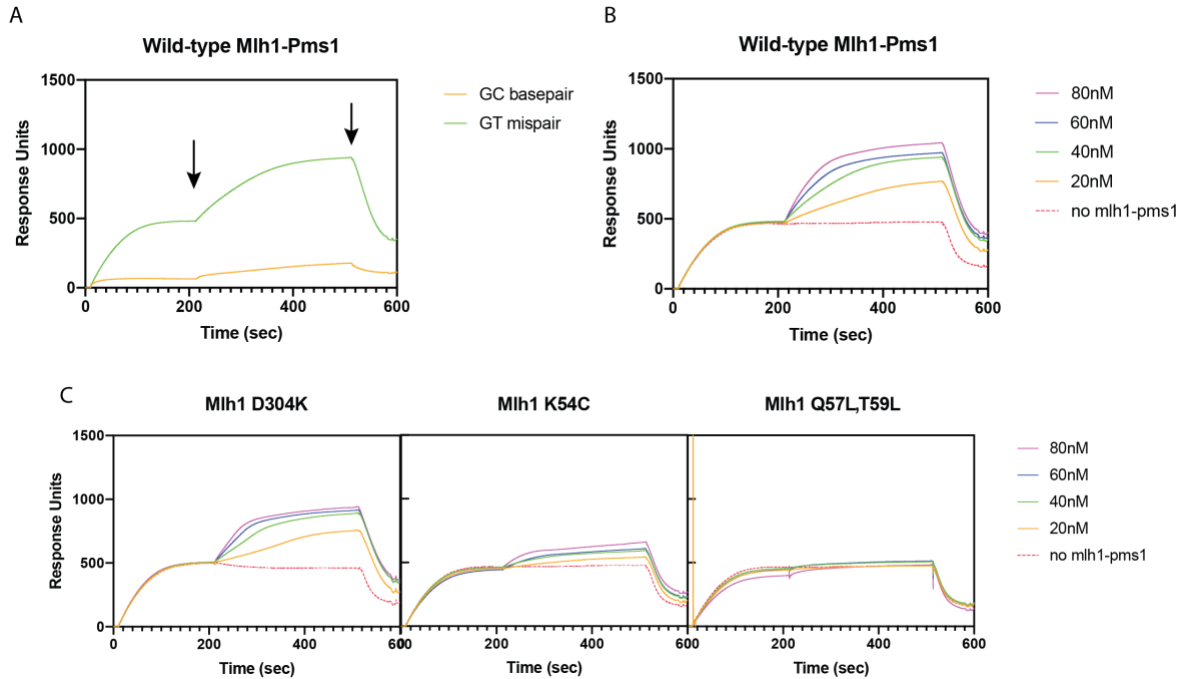 A
Wild-type Mlh1-Pms1
1500
1000
500
0
Response Units
0 200 400 600
Time (sec)
GC basepair
GT mispair
B
Wild-type Mlh1-Pms1
1500
1000
500
0
Response Units
0 200 400 600
Time (sec)
80nM
60nM
40nM
20nM
no mlh1-pms1
C
Mlh1 D304K
1500
1000
500
0
Response Units
0 200 400 600
Time (sec)
Mlh1 K54C
0 200 400 600
Time (sec)
Mlh1 Q57L,T59L
200 400 600
Time (sec)
80nM
60nM
40nM
20nM
no mlh1-pms1